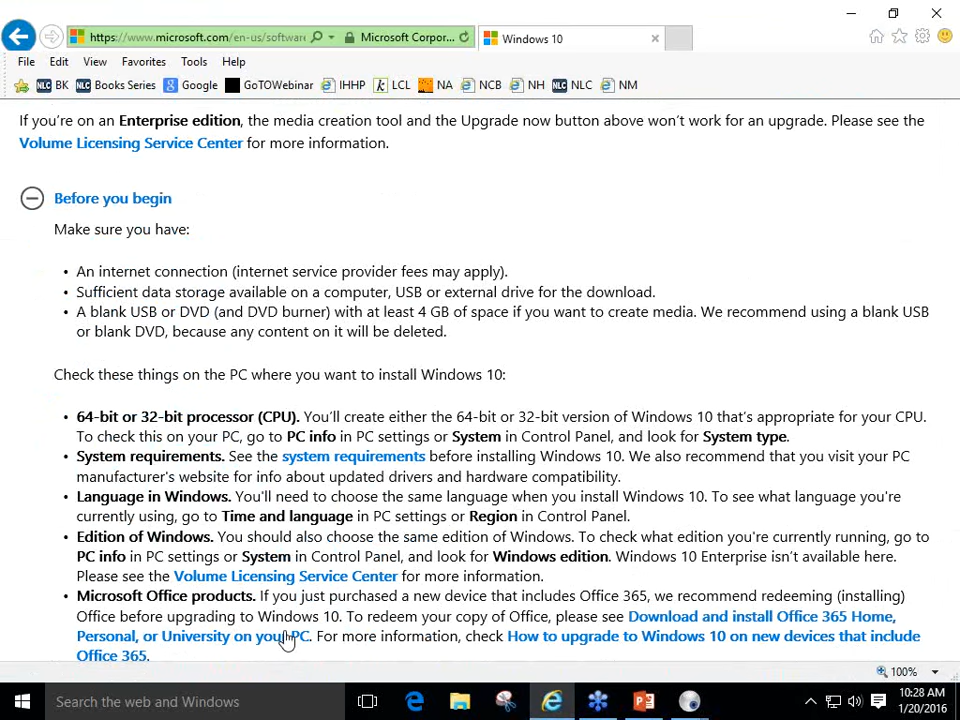 https://www.microsoft.com/en-us/software
Microsoft Corpor...
Windows 10
File Edit View Favorites Tools Help
NLC BK NLC Books Series Google GoTOWebinar IHHP k LCL NA NCB NH NLC NLC NM
If you're on an Enterprise edition, the media creation tool and the Upgrade now button above won't work for an upgrade. Please see the
Volume Licensing Service Center for more information.
Before you begin
Make sure you have:
• An internet connection (internet service provider fees may apply).
• Sufficient data storage available on a computer, USB or external drive for the download.
• A blank USB or DVD (and DVD burner) with at least 4 GB of space if you want to create media. We recommend using a blank USB
or blank DVD, because any content on it will be deleted.
Check these things on the PC where you want to install Windows 10:
• 64-bit or 32-bit processor (CPU). You'll create either the 64-bit or 32-bit version of Windows 10 that's appropriate for your CPU.
To check this on your PC, go to PC info in PC settings or System in Control Panel, and look for System type.
• System requirements. See the system requirements before installing Windows 10. We also recommend that you visit your PC
manufacturer's website for info about updated drivers and hardware compatibility.
• Language in Windows. You'll need to choose the same language when you install Windows 10. To see what language you're
currently using, go to Time and language in PC settings or Region in Control Panel.
• Edition of Windows. You should also choose the same edition of Windows. To check what edition you're currently running, go to
PC info in PC settings or System in Control Panel, and look for Windows edition. Windows 10 Enterprise isn't available here.
Please see the Volume Licensing Service Center for more information.
• Microsoft Office products. If you just purchased a new device that includes Office 365, we recommend redeeming (installing)
Office before upgrading to Windows 10. To redeem your copy of Office, please see Download and install Office 365 Home,
Personal, or University on your PC. For more information, check How to upgrade to Windows 10 on new devices that include
Office 365.
100%
Search the web and Windows
10:28 AM
1/20/2016